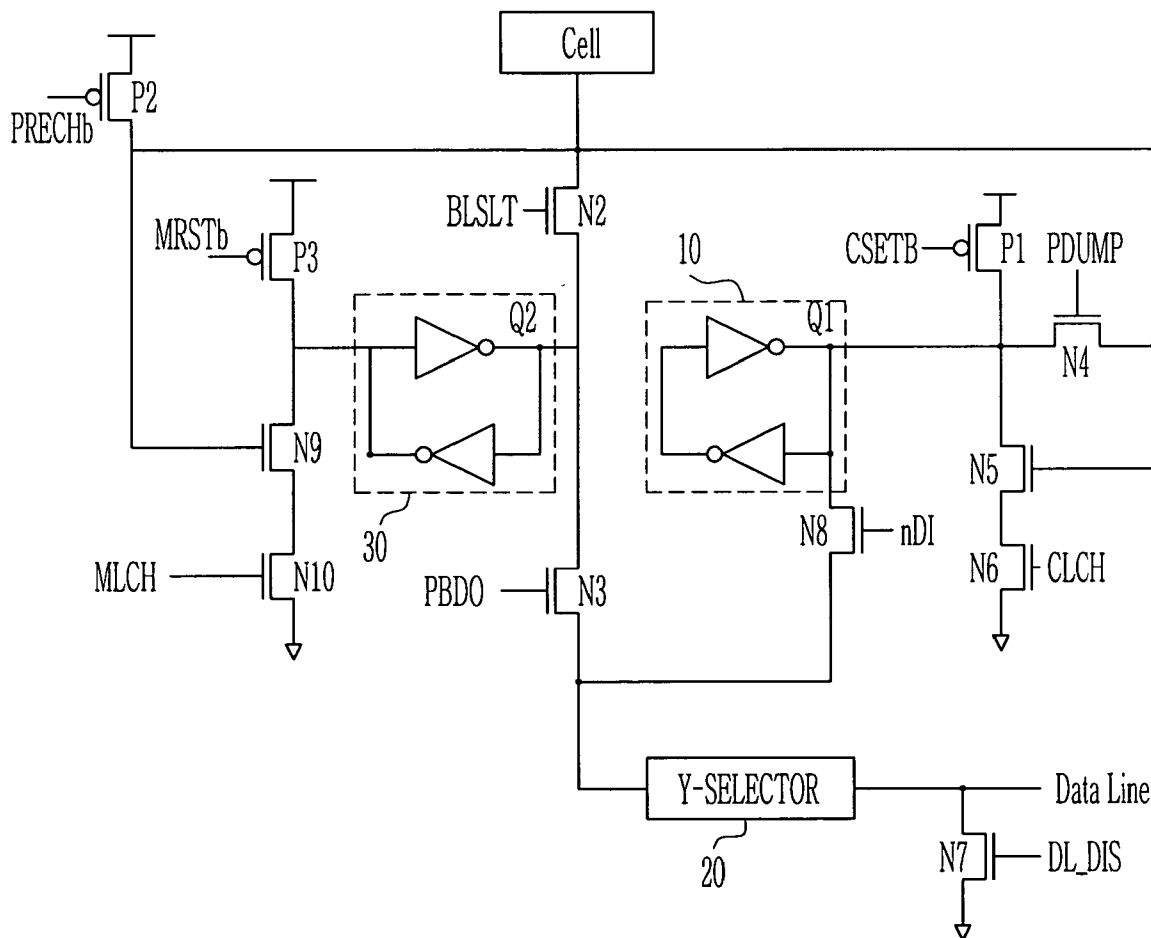 Cell
P2
PRECHb
MRSTb
P3
BLSLT
N2
CSETB
P1
PDUMP
10
Q2
Q1
N4
N9
N5
30
N8
nDI
MLCH
N10
PBDO
N3
N6
CLCH
Y-SELECTOR
Data Line
20
N7
DL_DIS